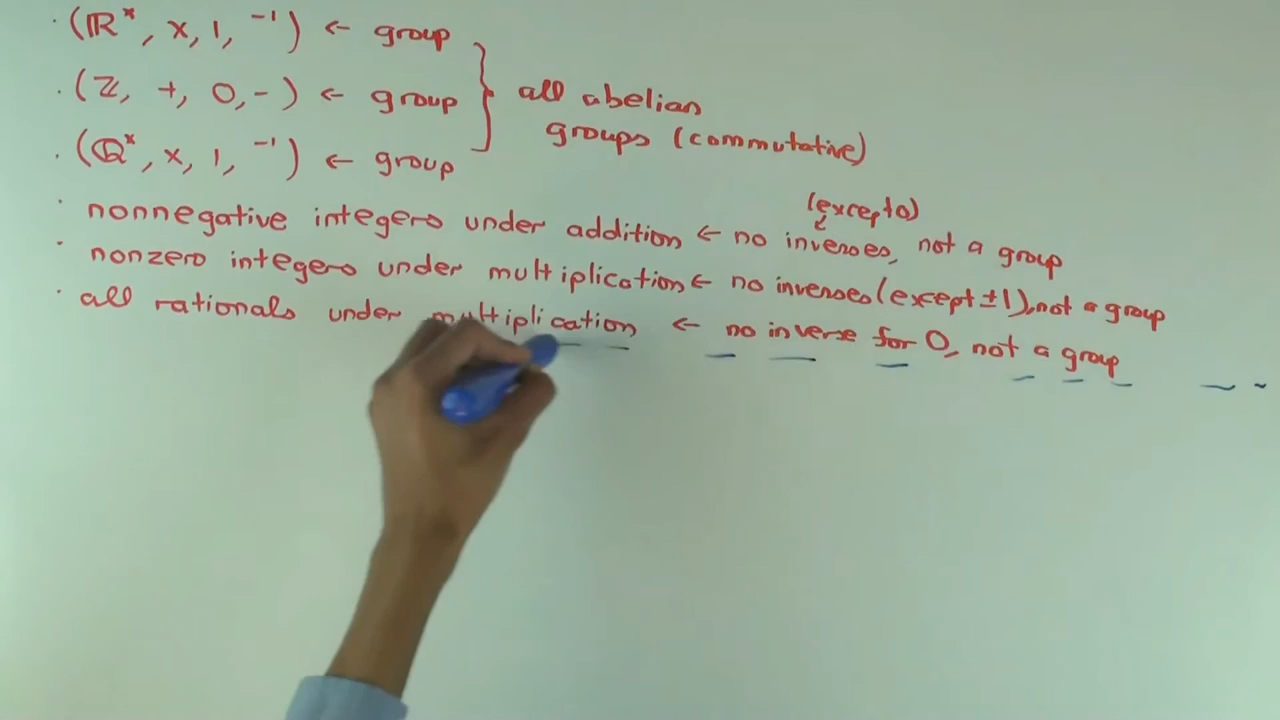 · (ℝ*, ×, 1, ⁻¹) ← group
· (ℤ, +, 0, -) ← group
· (ℚ*, ×, 1, ⁻¹) ← group
all abelian
groups (commutative)
· nonnegative integers under addition ← no inverses, not a group
(except 0)
· nonzero integers under multiplication ← no inverses (except ±1), not a group
· all rationals under multiplication ← no inverse for 0, not a group